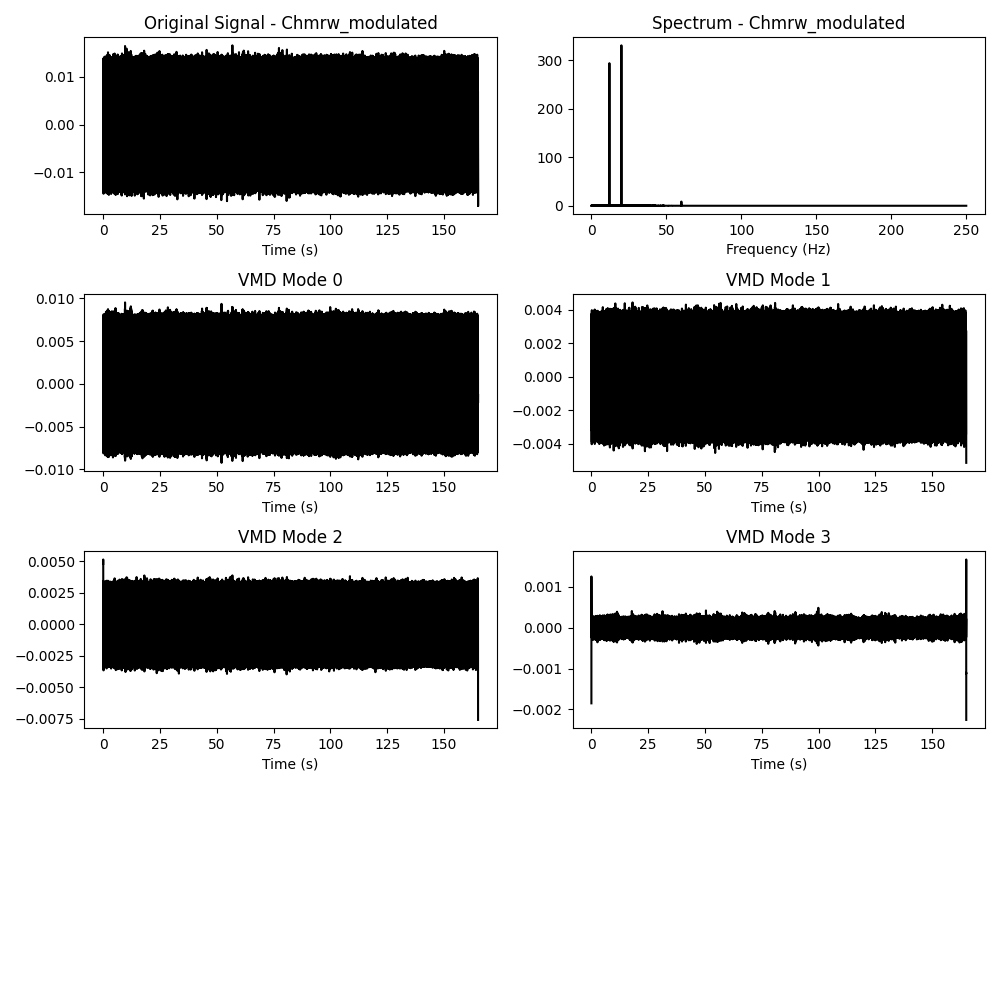 Original Signal - Chmrw_modulated
0.01
0.00
−0.01
0 25 50 75 100 125 150
Time (s)
Spectrum - Chmrw_modulated
300
200
100
0
0 50 100 150 200 250
Frequency (Hz)
VMD Mode 0
0.010
0.005
0.000
−0.005
−0.010
0 25 50 75 100 125 150
Time (s)
VMD Mode 1
0.004
0.002
0.000
−0.002
−0.004
0 25 50 75 100 125 150
Time (s)
VMD Mode 2
0.0050
0.0025
0.0000
−0.0025
−0.0050
−0.0075
0 25 50 75 100 125 150
Time (s)
VMD Mode 3
0.001
0.000
−0.001
−0.002
0 25 50 75 100 125 150
Time (s)